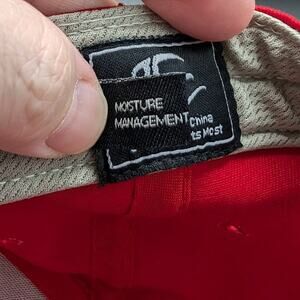 MOISTURE
MANAGEMENT
China
ts Most